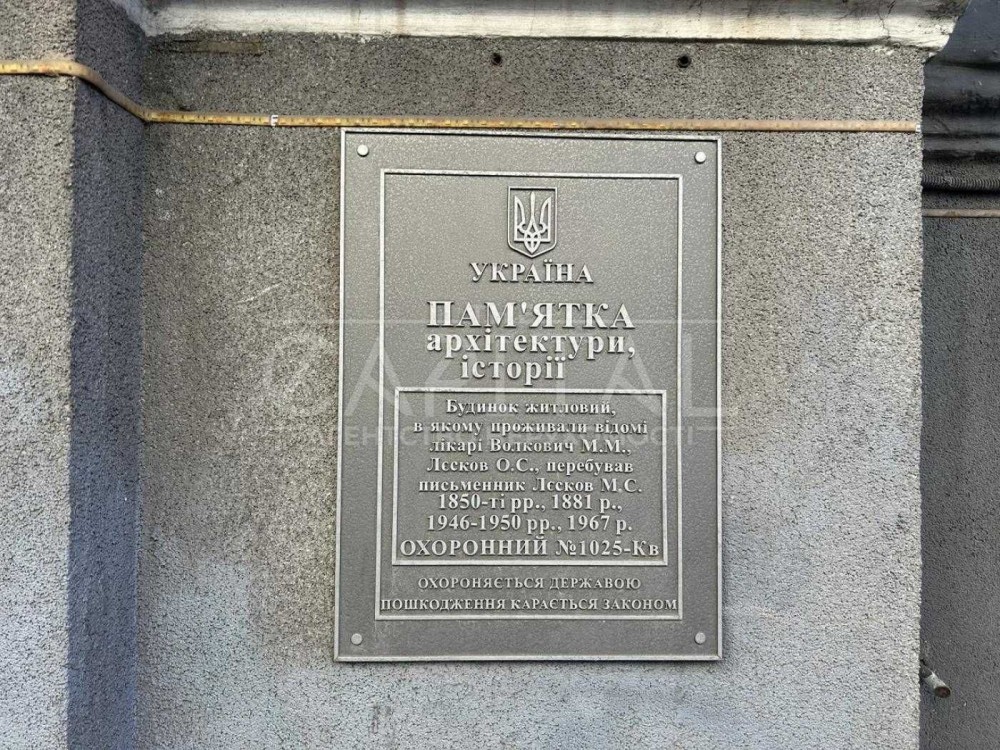 УКРАЇНА
ПАМ'ЯТКА
архітектури,
історії
Будинок житловий,
в якому проживали відомі
лікарі Волкович М.М.,
Лєсков О.С., перебував
письменник Лєсков М.С.
1850-ті рр., 1881 р.,
1946-1950 рр., 1967 р.
ОХОРОННИЙ №1025-Кв
ОХОРОНЯЄТЬСЯ ДЕРЖАВОЮ
ПОШКОДЖЕННЯ КАРАЄТЬСЯ ЗАКОНОМ
CAPITAL